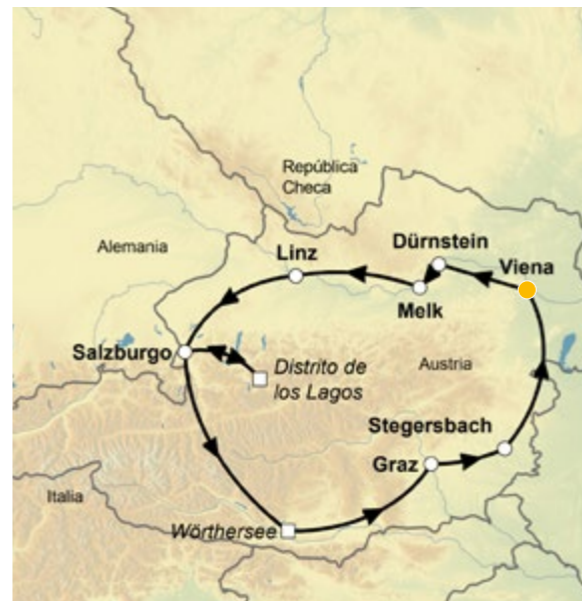 República
Checa
Alemania
Dürnstein
Linz
Viena
Melk
Salzburgo
Distrito de
los Lagos
Austria
Stegersbach
Graz
Italia
Wörthersee